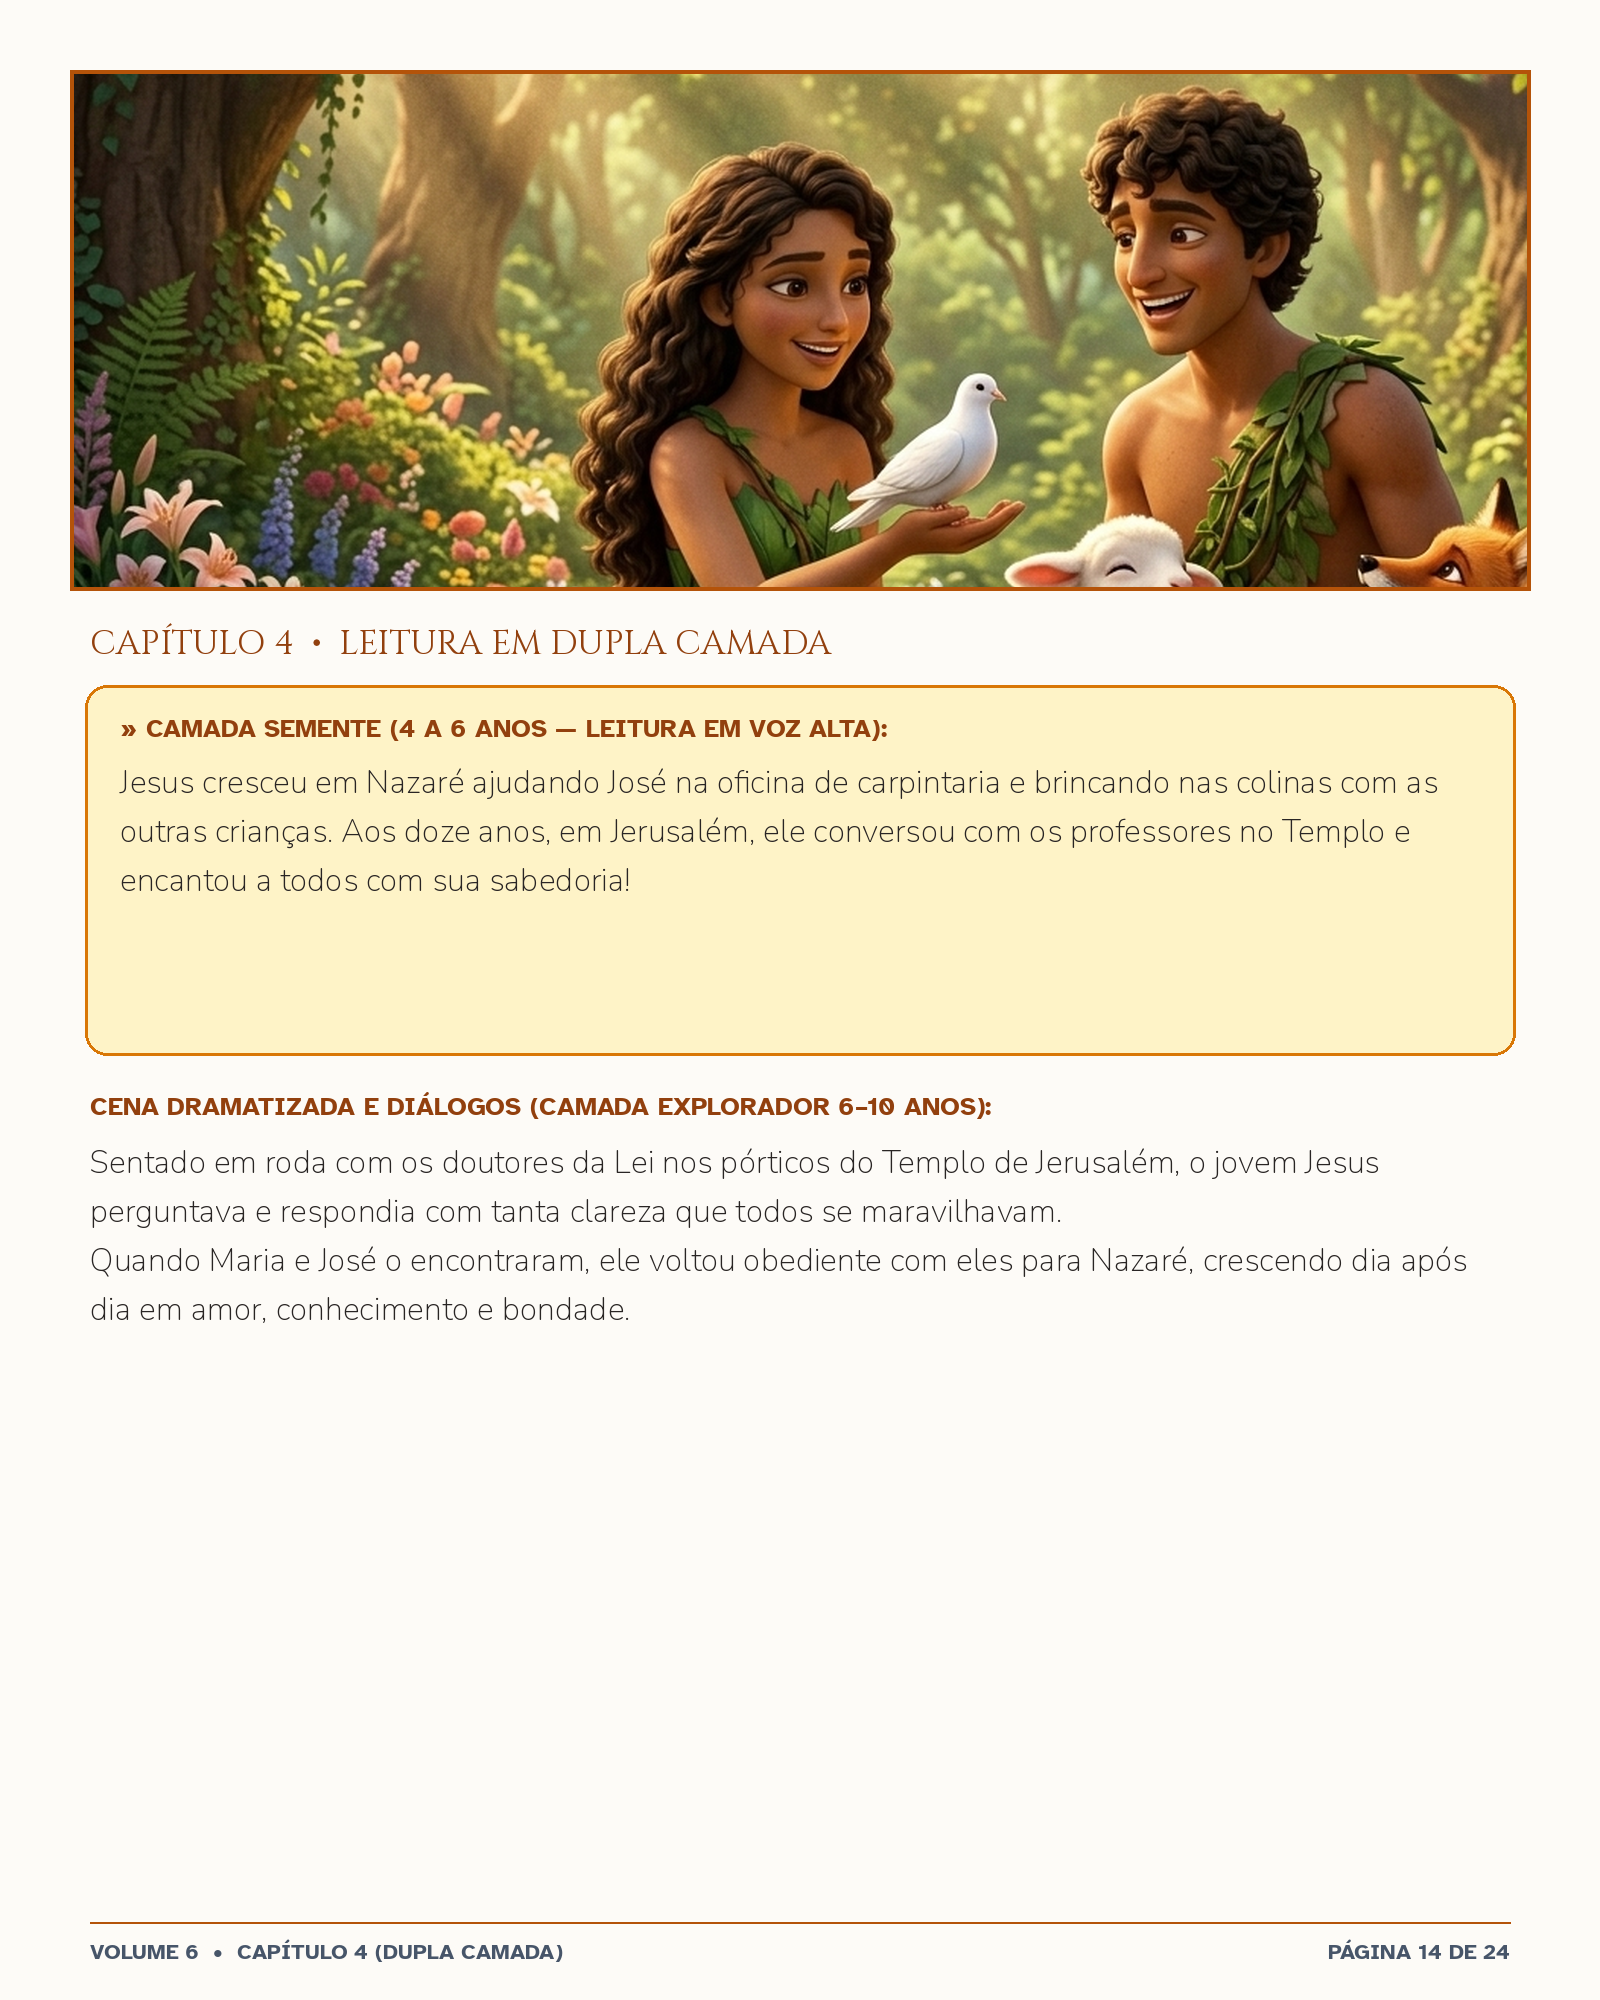 CAPÍTULO 4 • LEITURA EM DUPLA CAMADA
» CAMADA SEMENTE (4 A 6 ANOS — LEITURA EM VOZ ALTA):
Jesus cresceu em Nazaré ajudando José na oficina de carpintaria e brincando nas colinas com as
outras crianças. Aos doze anos, em Jerusalém, ele conversou com os professores no Templo e
encantou a todos com sua sabedoria!
CENA DRAMATIZADA E DIÁLOGOS (CAMADA EXPLORADOR 6–10 ANOS):
Sentado em roda com os doutores da Lei nos pórticos do Templo de Jerusalém, o jovem Jesus
perguntava e respondia com tanta clareza que todos se maravilhavam.
Quando Maria e José o encontraram, ele voltou obediente com eles para Nazaré, crescendo dia após
dia em amor, conhecimento e bondade.
VOLUME 6 • CAPÍTULO 4 (DUPLA CAMADA)
PÁGINA 14 DE 24